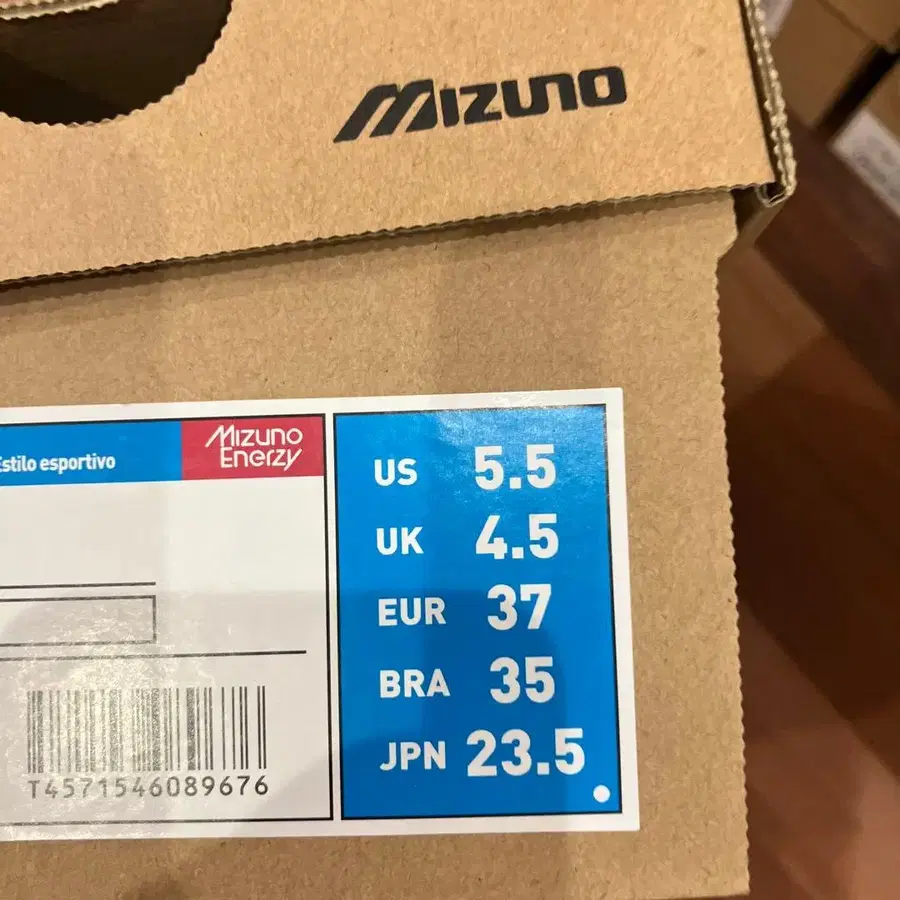 MIZUNO
Estilo esportivo
Mizuno
Enerzy
US 5.5
UK 4.5
EUR 37
BRA 35
JPN 23.5
T4571546089676